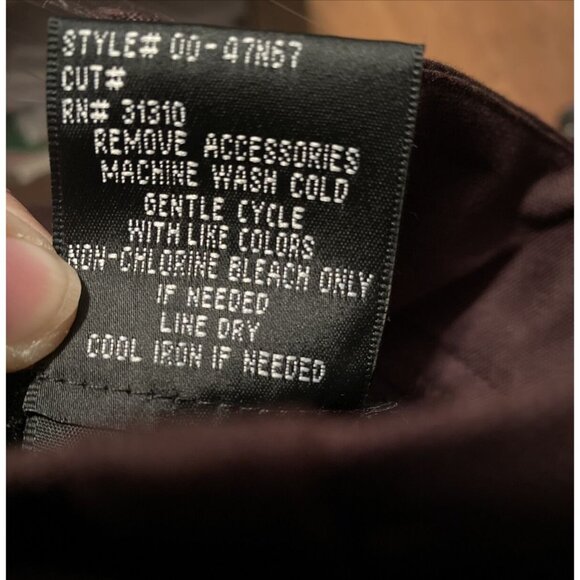 STYLE# 00-47N67
CUT#
RN# 31310
REMOVE ACCESSORIES
MACHINE WASH COLD
GENTLE CYCLE
WITH LIKE COLORS
NON-CHLORINE BLEACH ONLY
IF NEEDED
LINE DRY
COOL IRON IF NEEDED